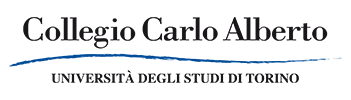 Collegio Carlo Alberto
UNIVERSITÀ DEGLI STUDI DI TORINO